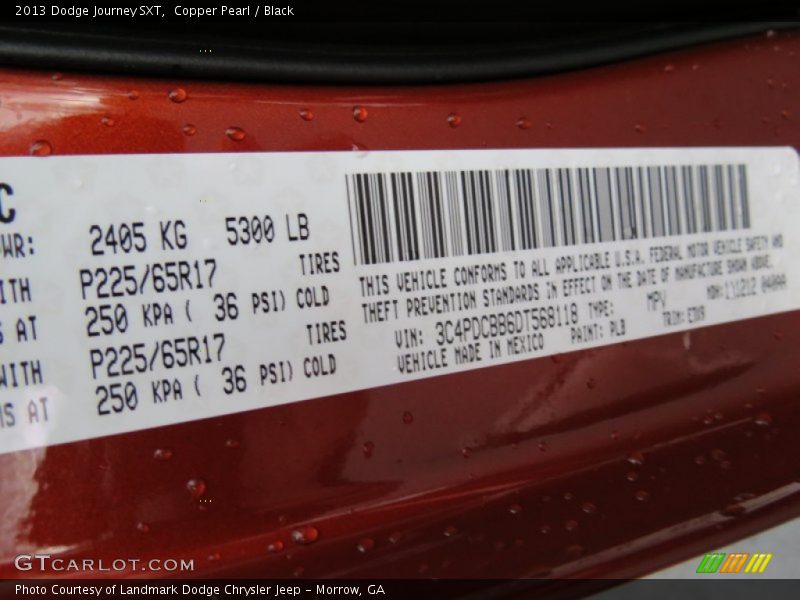 2013 Dodge Journey SXT, Copper Pearl / Black
C
WR: 2405 KG 5300 LB
ITH P225/65R17 TIRES
S AT 250 KPA ( 36 PSI) COLD
WITH P225/65R17 TIRES
MS AT 250 KPA ( 36 PSI) COLD
THIS VEHICLE CONFORMS TO ALL APPLICABLE U.S.A. FEDERAL MOTOR VEHICLE SAFETY AND
THEFT PREVENTION STANDARDS IN EFFECT ON THE DATE OF MANUFACTURE SHOWN ABOVE.
VIN: 3C4PDCBB6DT568118 TYPE: MPV
VEHICLE MADE IN MEXICO PAINT: PLB TRIM:
GTCARLOT.COM
Photo Courtesy of Landmark Dodge Chrysler Jeep - Morrow, GA